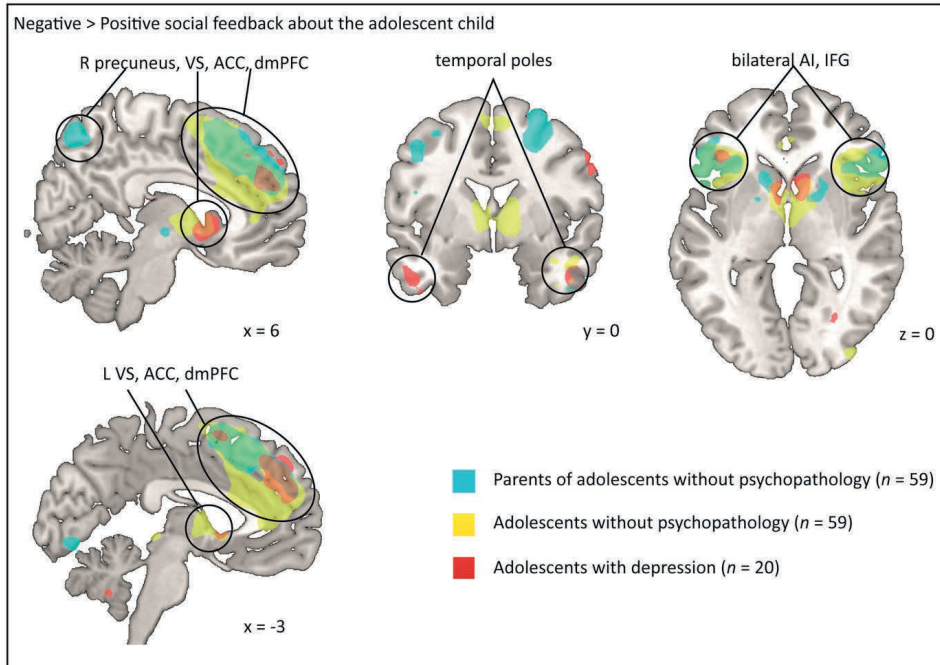 Negative > Positive social feedback about the adolescent child
R precuneus, VS, ACC, dmPFC
temporal poles
bilateral AI, IFG
x = 6
y = 0
z = 0
L VS, ACC, dmPFC
x = -3
Parents of adolescents without psychopathology (n = 59)
Adolescents without psychopathology (n = 59)
Adolescents with depression (n = 20)